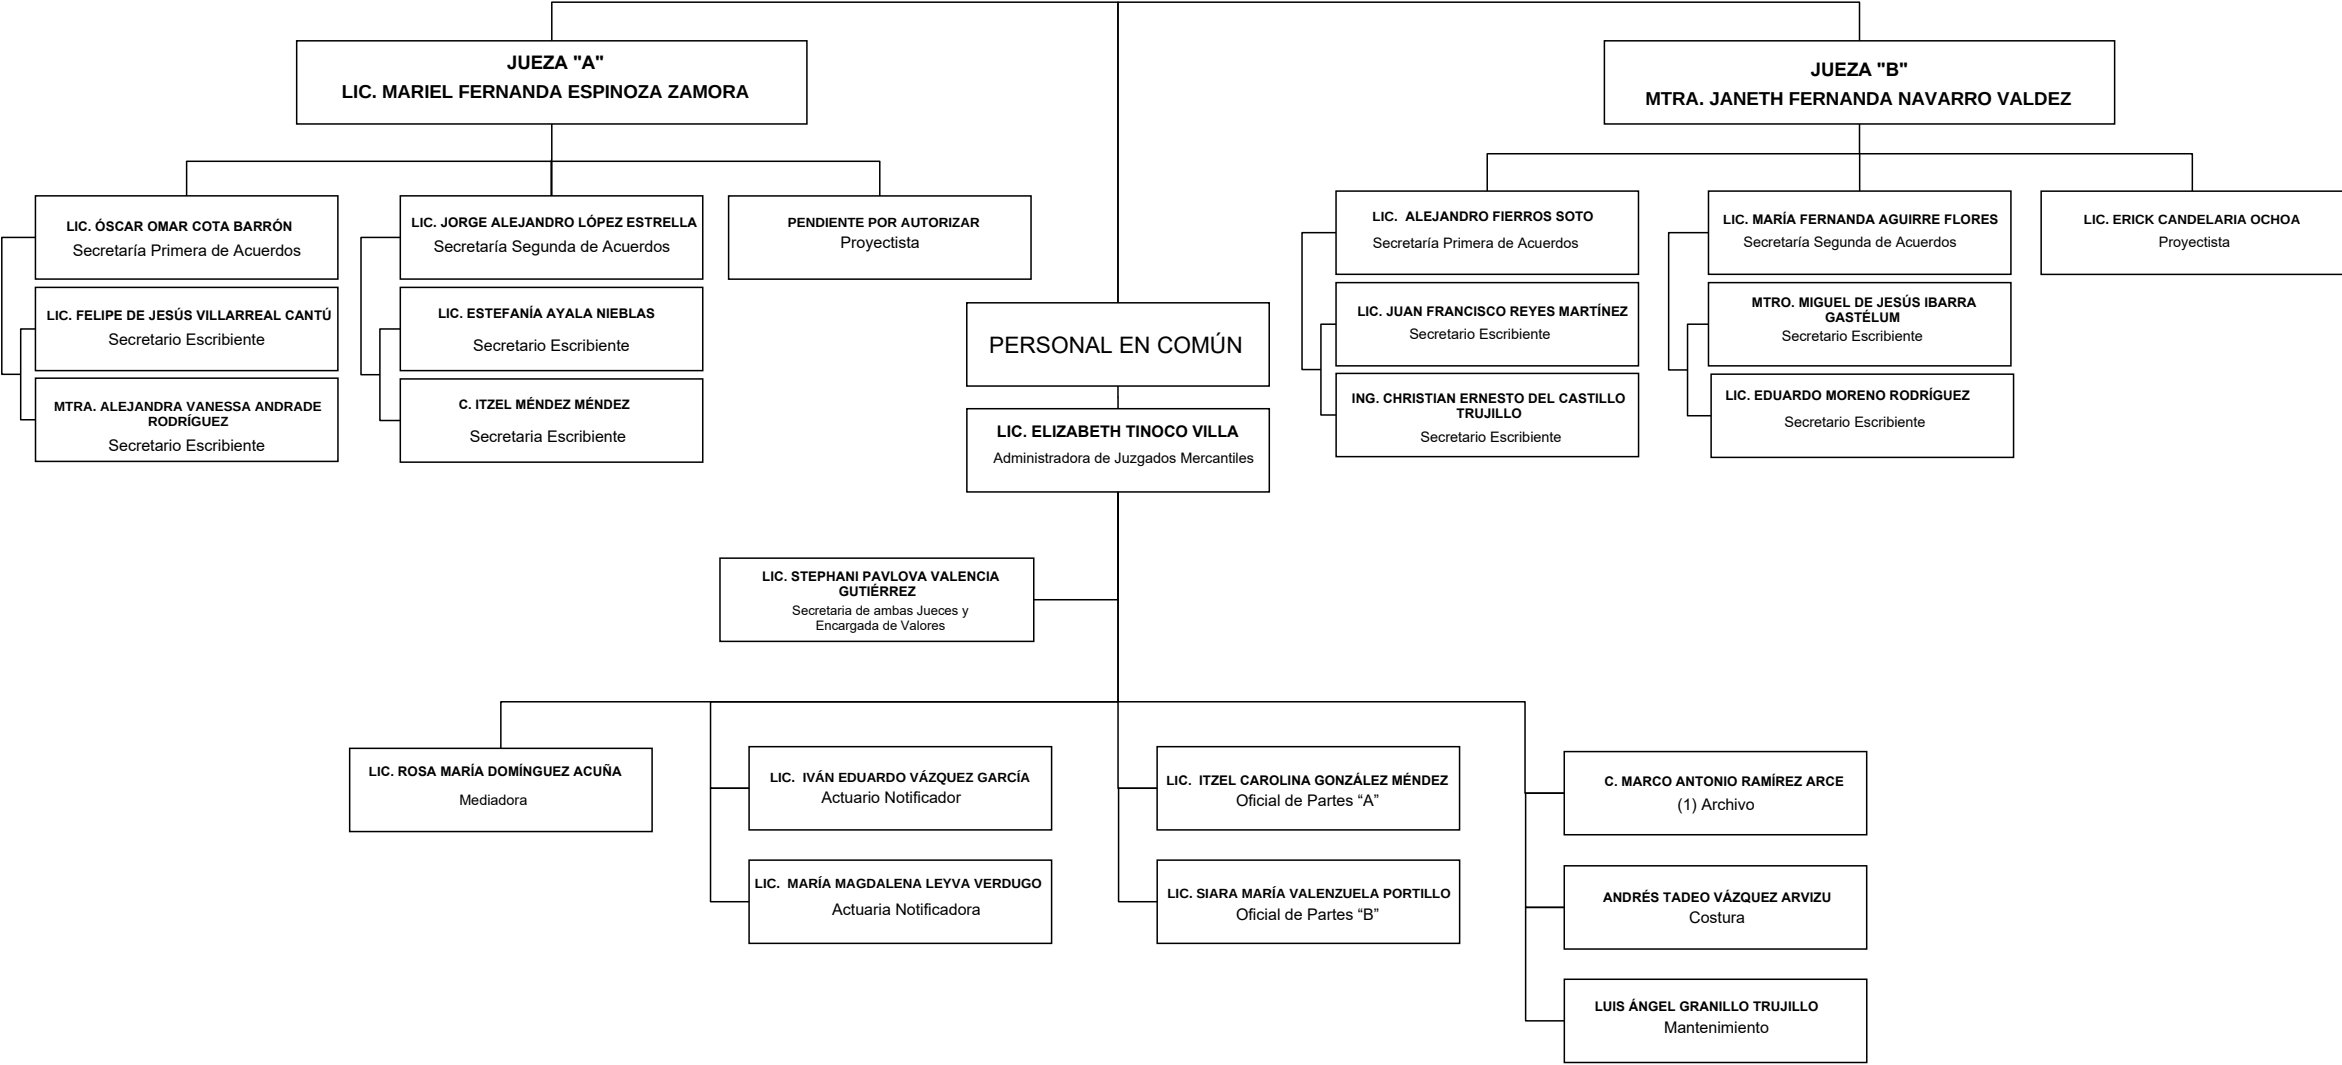 JUEZA "A"
LIC. MARIEL FERNANDA ESPINOZA ZAMORA
JUEZA "B"
MTRA. JANETH FERNANDA NAVARRO VALDEZ
LIC. ÓSCAR OMAR COTA BARRÓN
Secretaría Primera de Acuerdos
LIC. FELIPE DE JESÚS VILLARREAL CANTÚ
Secretario Escribiente
MTRA. ALEJANDRA VANESSA ANDRADE
RODRÍGUEZ
Secretario Escribiente
LIC. JORGE ALEJANDRO LÓPEZ ESTRELLA
Secretaría Segunda de Acuerdos
LIC. ESTEFANÍA AYALA NIEBLAS
Secretario Escribiente
C. ITZEL MÉNDEZ MÉNDEZ
Secretaria Escribiente
PENDIENTE POR AUTORIZAR
Proyectista
PERSONAL EN COMÚN
LIC. ELIZABETH TINOCO VILLA
Administradora de Juzgados Mercantiles
LIC. ALEJANDRO FIERROS SOTO
Secretaría Primera de Acuerdos
LIC. JUAN FRANCISCO REYES MARTÍNEZ
Secretario Escribiente
ING. CHRISTIAN ERNESTO DEL CASTILLO
TRUJILLO
Secretario Escribiente
LIC. MARÍA FERNANDA AGUIRRE FLORES
Secretaría Segunda de Acuerdos
MTRO. MIGUEL DE JESÚS IBARRA
GASTÉLUM
Secretario Escribiente
LIC. EDUARDO MORENO RODRÍGUEZ
Secretario Escribiente
LIC. ERICK CANDELARIA OCHOA
Proyectista
LIC. STEPHANI PAVLOVA VALENCIA
GUTIÉRREZ
Secretaria de ambas Jueces y
Encargada de Valores
LIC. ROSA MARÍA DOMÍNGUEZ ACUÑA
Mediadora
LIC. IVÁN EDUARDO VÁZQUEZ GARCÍA
Actuario Notificador
LIC. MARÍA MAGDALENA LEYVA VERDUGO
Actuaria Notificadora
LIC. ITZEL CAROLINA GONZÁLEZ MÉNDEZ
Oficial de Partes “A”
LIC. SIARA MARÍA VALENZUELA PORTILLO
Oficial de Partes “B”
C. MARCO ANTONIO RAMÍREZ ARCE
(1) Archivo
ANDRÉS TADEO VÁZQUEZ ARVIZU
Costura
LUIS ÁNGEL GRANILLO TRUJILLO
Mantenimiento